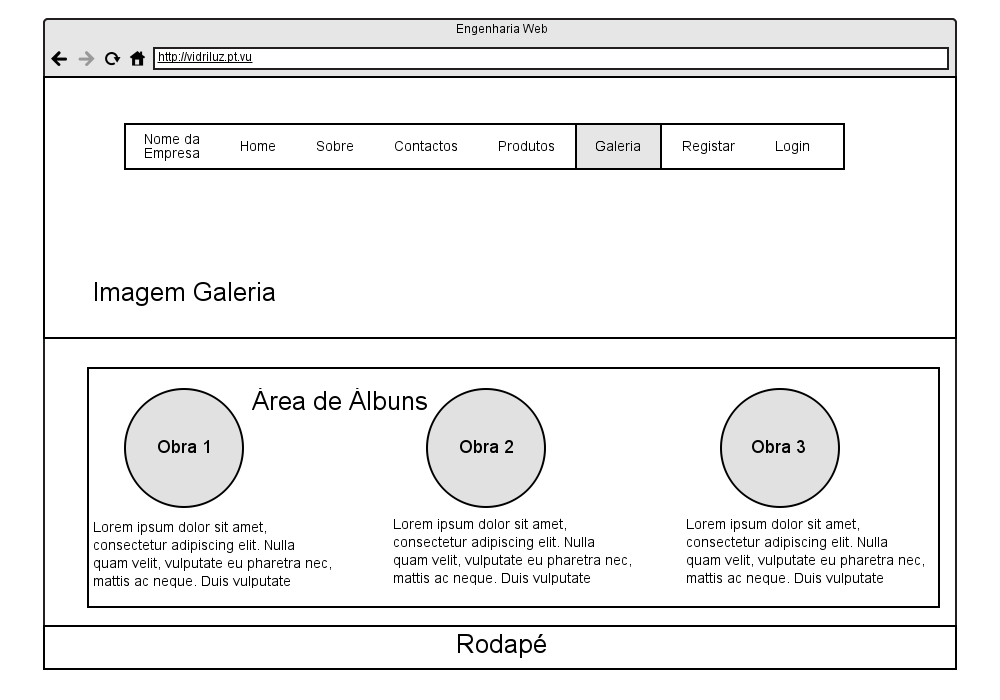 Engenharia Web
http://vidriluz.pt.vu
Nome da
Empresa
Home
Sobre
Contactos
Produtos
Galeria
Registar
Login
Imagem Galeria
Área de Álbuns
Obra 1
Lorem ipsum dolor sit amet,
consectetur adipiscing elit. Nulla
quam velit, vulputate eu pharetra nec,
mattis ac neque. Duis vulputate
Obra 2
Lorem ipsum dolor sit amet,
consectetur adipiscing elit. Nulla
quam velit, vulputate eu pharetra nec,
mattis ac neque. Duis vulputate
Obra 3
Lorem ipsum dolor sit amet,
consectetur adipiscing elit. Nulla
quam velit, vulputate eu pharetra nec,
mattis ac neque. Duis vulputate
Rodapé